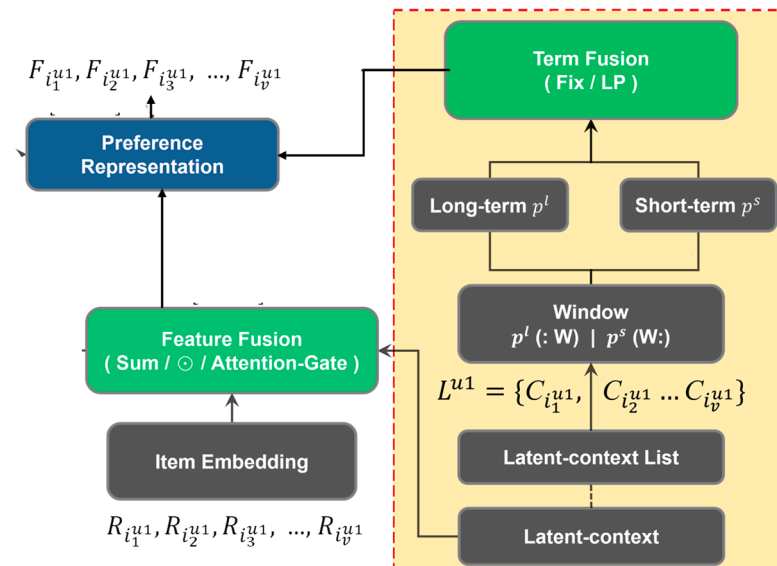 Term Fusion
( Fix / LP )
F_{i_1^{u1}}, F_{i_2^{u1}}, F_{i_3^{u1}}, …, F_{i_v^{u1}}
Preference
Representation
Long-term p^l
Short-term p^s
Window
p^l (: W) | p^s (W:)
Feature Fusion
( Sum / ⊙ / Attention-Gate )
L^{u1} = {C_{i_1^{u1}}, C_{i_2^{u1}} … C_{i_v^{u1}}}
Item Embedding
Latent-context List
R_{i_1^{u1}}, R_{i_2^{u1}}, R_{i_3^{u1}}, …, R_{i_v^{u1}}
Latent-context